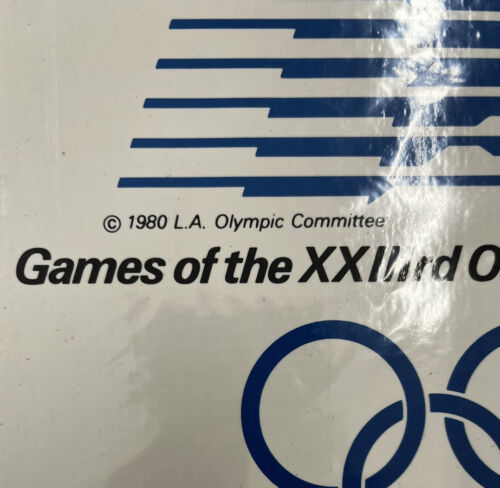 © 1980 L.A. Olympic Committee
Games of the XXIIIrd O